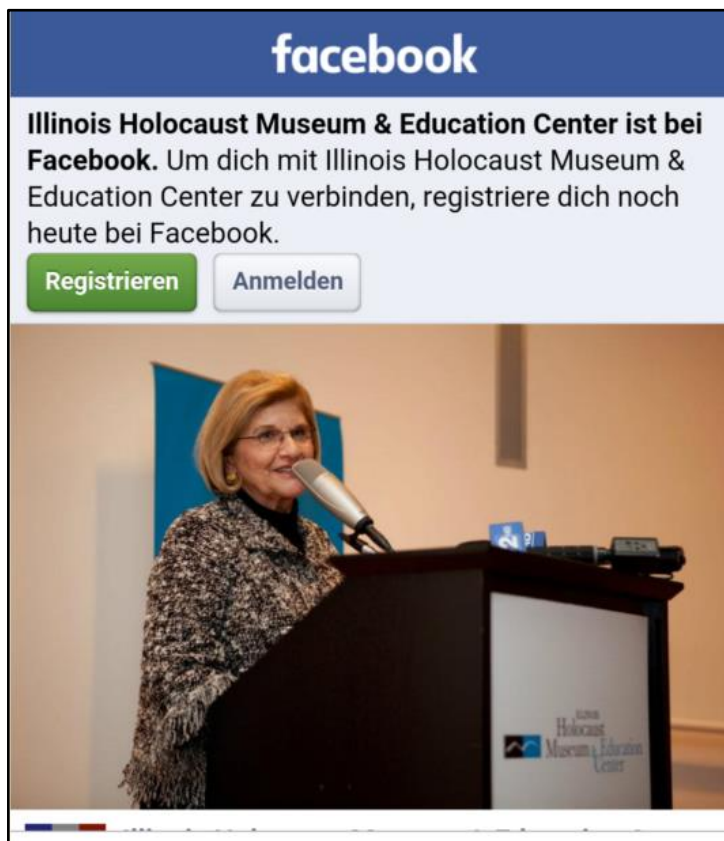 facebook
Illinois Holocaust Museum & Education Center ist bei
Facebook. Um dich mit Illinois Holocaust Museum &
Education Center zu verbinden, registriere dich noch
heute bei Facebook.
Registrieren
Anmelden
2
ILLINOIS
Holocaust
Museum & Education
Center